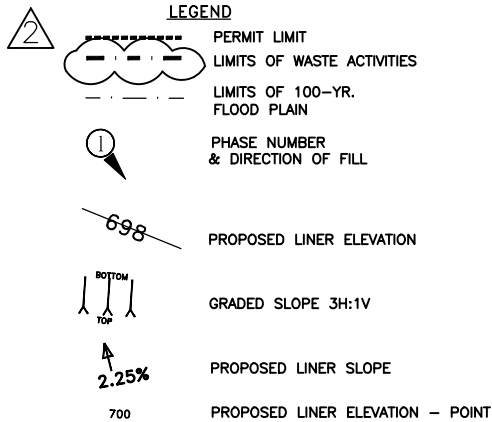 LEGEND
2
PERMIT LIMIT
LIMITS OF WASTE ACTIVITIES
LIMITS OF 100-YR.
FLOOD PLAIN
1
PHASE NUMBER
& DIRECTION OF FILL
698
PROPOSED LINER ELEVATION
BOTTOM
TOP
GRADED SLOPE 3H:1V
2.25%
PROPOSED LINER SLOPE
700
PROPOSED LINER ELEVATION - POINT